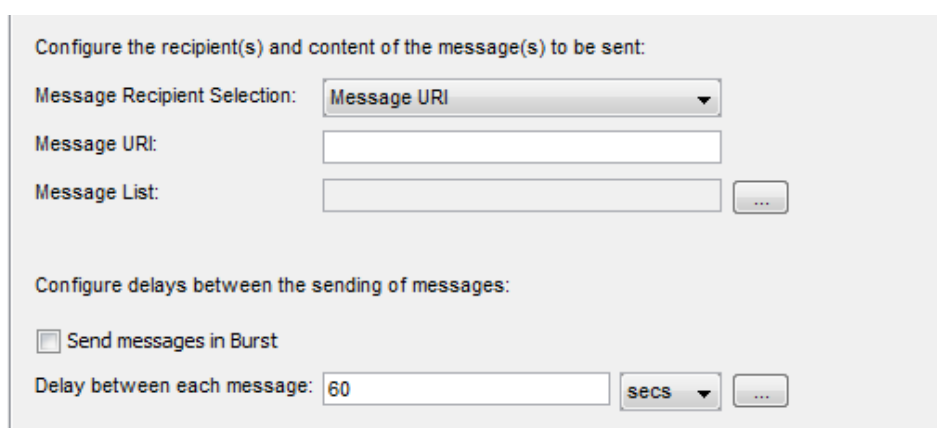 Configure the recipient(s) and content of the message(s) to be sent:
Message Recipient Selection: Message URI
Message URI:
Message List: ...
Configure delays between the sending of messages:
Send messages in Burst
Delay between each message: 60 secs ...